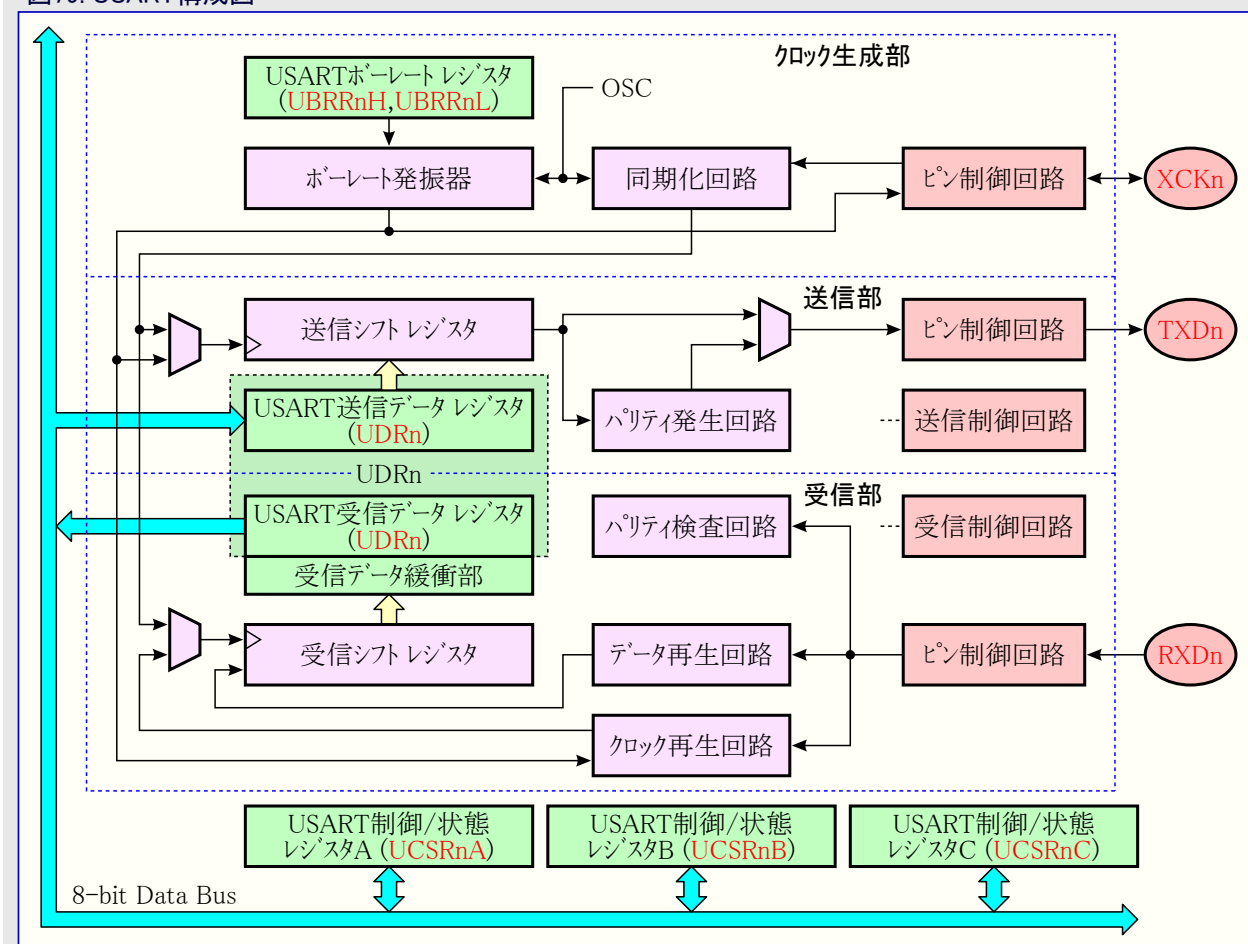 クロック生成部
USARTボーレート レジスタ
(UBRRnH,UBRRnL)
OSC
ボーレート発振器
同期化回路
ピン制御回路
XCKn
送信部
送信シフト レジスタ
ピン制御回路
TXDn
USART送信データ レジスタ
(UDRn)
パリティ発生回路
送信制御回路
UDRn
受信部
USART受信データ レジスタ
(UDRn)
パリティ検査回路
受信制御回路
受信データ緩衝部
受信シフト レジスタ
データ再生回路
ピン制御回路
RXDn
クロック再生回路
USART制御/状態
レジスタA (UCSRnA)
USART制御/状態
レジスタB (UCSRnB)
USART制御/状態
レジスタC (UCSRnC)
8-bit Data Bus